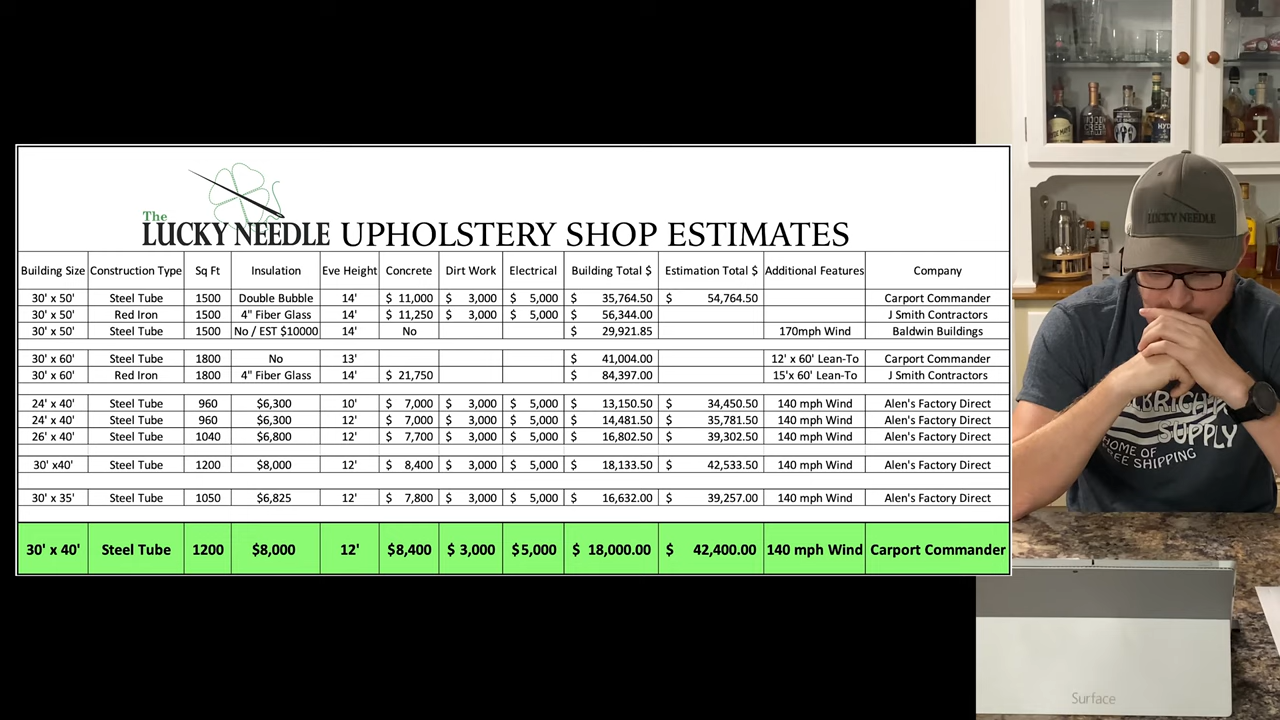 The
LUCKY NEEDLE UPHOLSTERY SHOP ESTIMATES
Building Size Construction Type Sq Ft Insulation Eve Height Concrete Dirt Work Electrical Building Total $ Estimation Total $ Additional Features Company
30' x 50' Steel Tube 1500 Double Bubble 14' $ 11,000 $ 3,000 $ 5,000 $ 35,764.50 $ 54,764.50 Carport Commander
30' x 50' Red Iron 1500 4" Fiber Glass 14' $ 11,250 $ 3,000 $ 5,000 $ 56,344.00 J Smith Contractors
30' x 50' Steel Tube 1500 No / EST $10000 14' No $ 29,921.85 170mph Wind Baldwin Buildings
30' x 60' Steel Tube 1800 No 13' $ 41,004.00 12' x 60' Lean-To Carport Commander
30' x 60' Red Iron 1800 4" Fiber Glass 14' $ 21,750 $ 84,397.00 15'x 60' Lean-To J Smith Contractors
24' x 40' Steel Tube 960 $6,300 10' $ 7,000 $ 3,000 $ 5,000 $ 13,150.50 $ 34,450.50 140 mph Wind Alen's Factory Direct
24' x 40' Steel Tube 960 $6,300 12' $ 7,000 $ 3,000 $ 5,000 $ 14,481.50 $ 35,781.50 140 mph Wind Alen's Factory Direct
26' x 40' Steel Tube 1040 $6,800 12' $ 7,700 $ 3,000 $ 5,000 $ 16,802.50 $ 39,302.50 140 mph Wind Alen's Factory Direct
30' x40' Steel Tube 1200 $8,000 12' $ 8,400 $ 3,000 $ 5,000 $ 18,133.50 $ 42,533.50 140 mph Wind Alen's Factory Direct
30' x 35' Steel Tube 1050 $6,825 12' $ 7,800 $ 3,000 $ 5,000 $ 16,632.00 $ 39,257.00 140 mph Wind Alen's Factory Direct
30' x 40' Steel Tube 1200 $8,000 12' $8,400 $ 3,000 $5,000 $ 18,000.00 $ 42,400.00 140 mph Wind Carport Commander
LUCKY NEEDLE
SUPPLY
HOME OF
FREE SHIPPING
Surface
TX